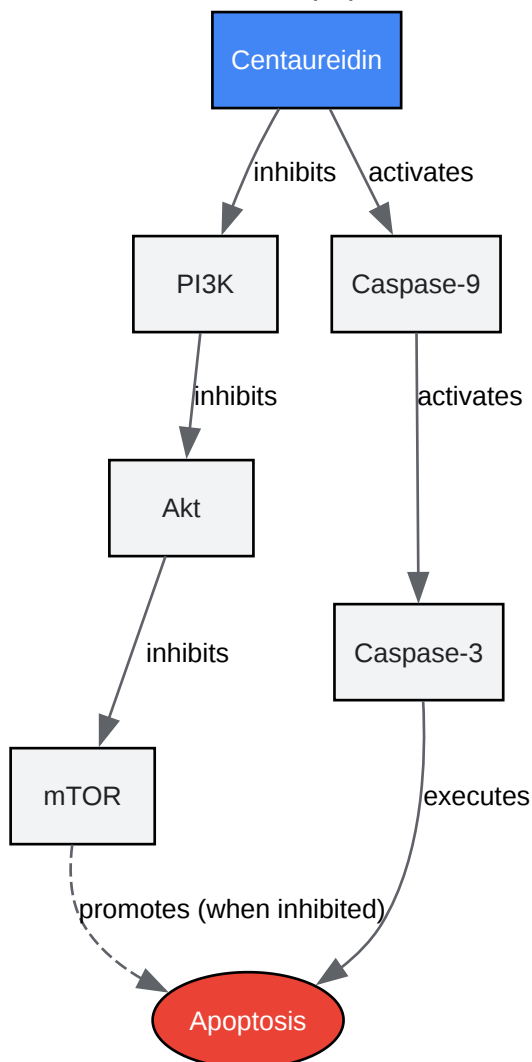 Centaureidin
inhibits
activates
PI3K
Caspase-9
inhibits
activates
Akt
inhibits
Caspase-3
mTOR
executes
promotes (when inhibited)
Apoptosis